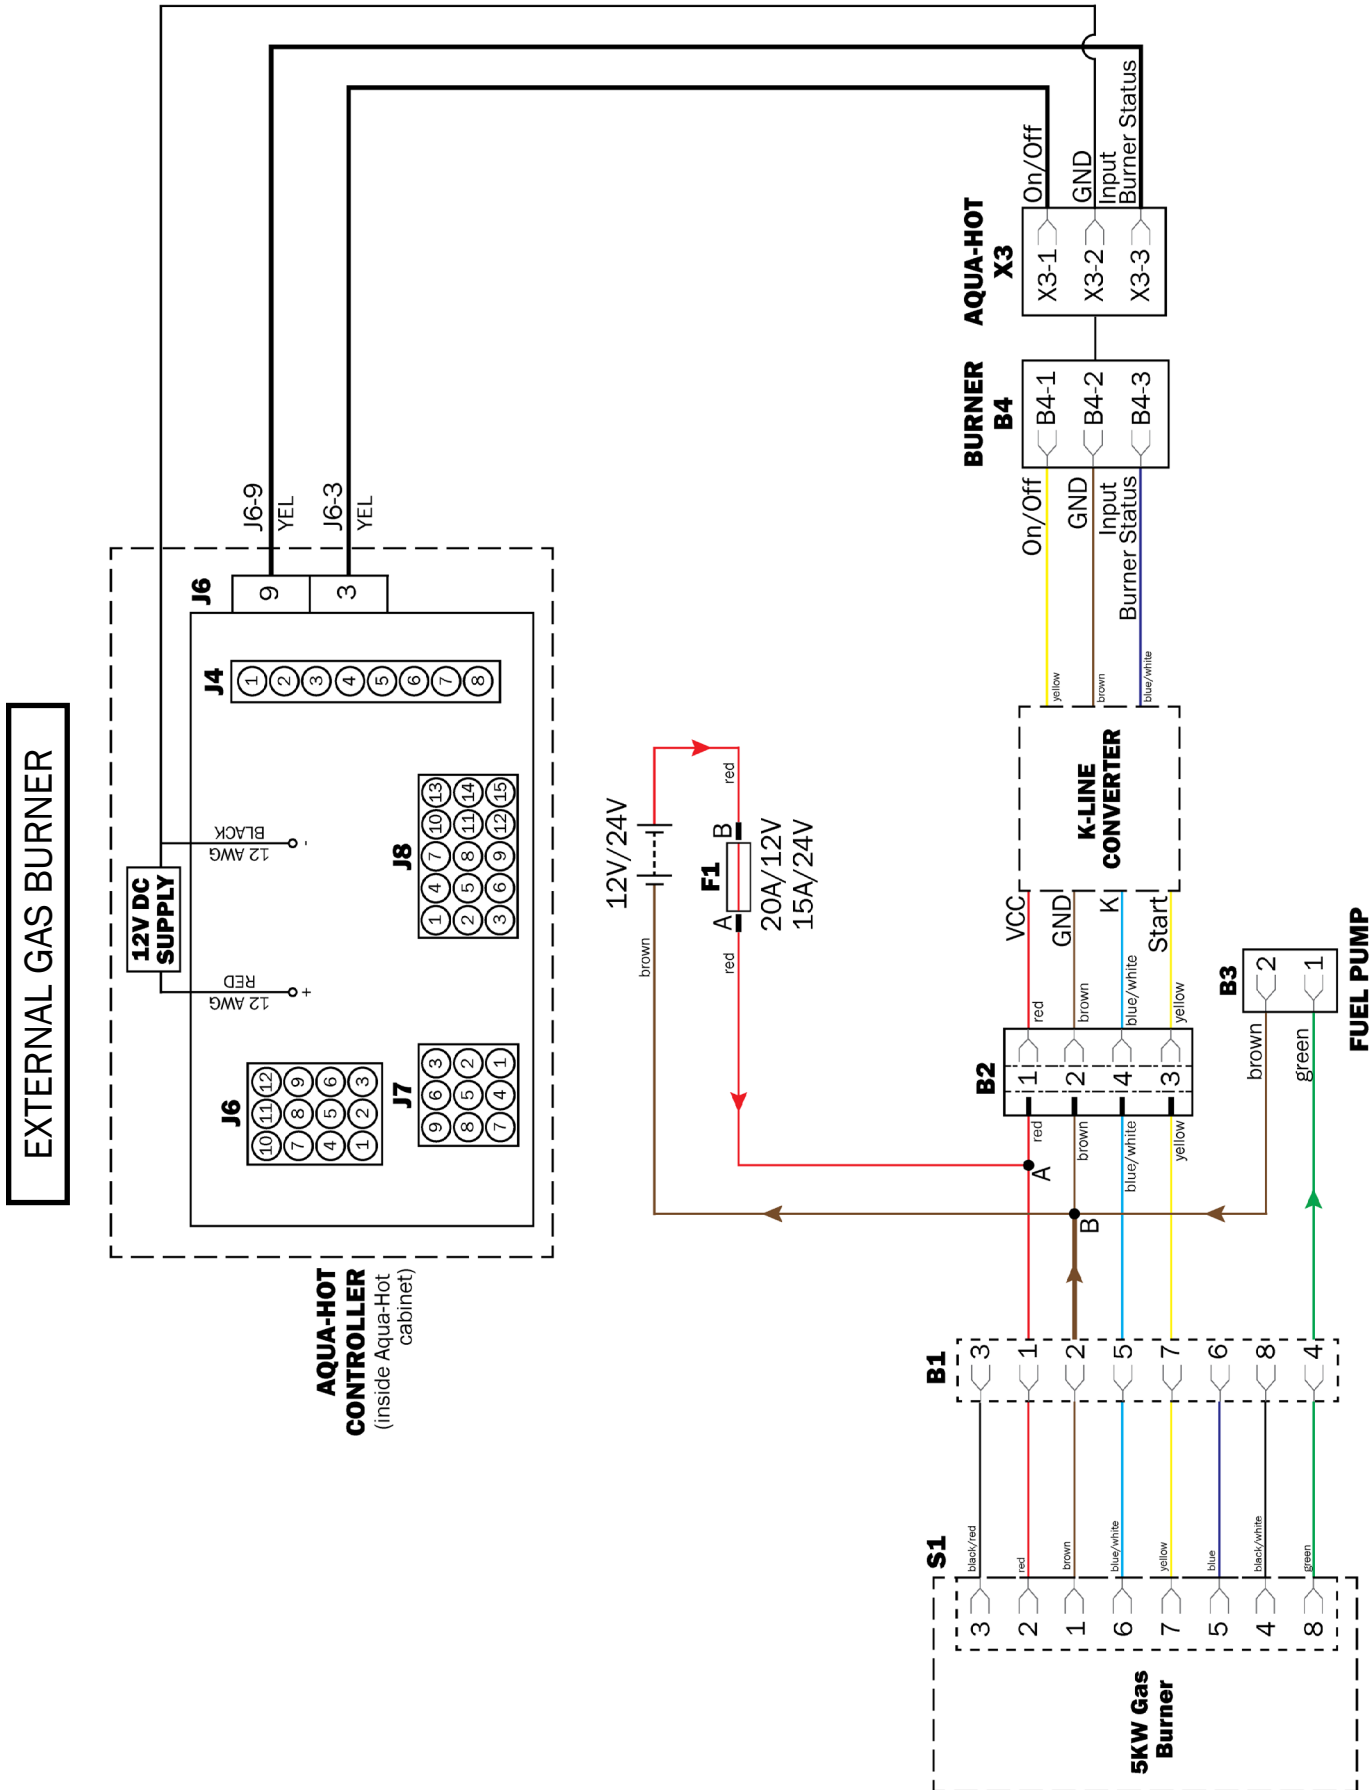 EXTERNAL GAS BURNER
AQUA-HOT
CONTROLLER
(inside Aqua-Hot
cabinet)
12V DC
SUPPLY
12 AWG
RED
+
12 AWG
BLACK
-
J6
10 11 12
7 8 9
4 5 6
1 2 3
J7
9 6 3
8 5 2
7 4 1
J8
1 4 7 10 13
2 5 8 11 14
3 6 9 12 15
J4
1 2 3 4 5 6 7 8
J6
9
3
J6-9
YEL
J6-3
YEL
12V/24V
brown
red
red
A
F1
B
20A/12V
15A/24V
5KW Gas
Burner
S1
3
2
1
6
7
5
4
8
black/red
red
brown
blue/white
yellow
blue
black/white
green
B1
3
1
2
5
7
6
8
4
A
B
red
brown
blue/white
yellow
B2
1
2
4
3
red
brown
blue/white
yellow
VCC
GND
K
Start
B3
2
1
brown
green
FUEL PUMP
K-LINE
CONVERTER
yellow
brown
blue/white
On/Off
GND
Input
Burner Status
BURNER
B4
B4-1
B4-2
B4-3
AQUA-HOT
X3
X3-1
X3-2
X3-3
On/Off
GND
Input
Burner Status